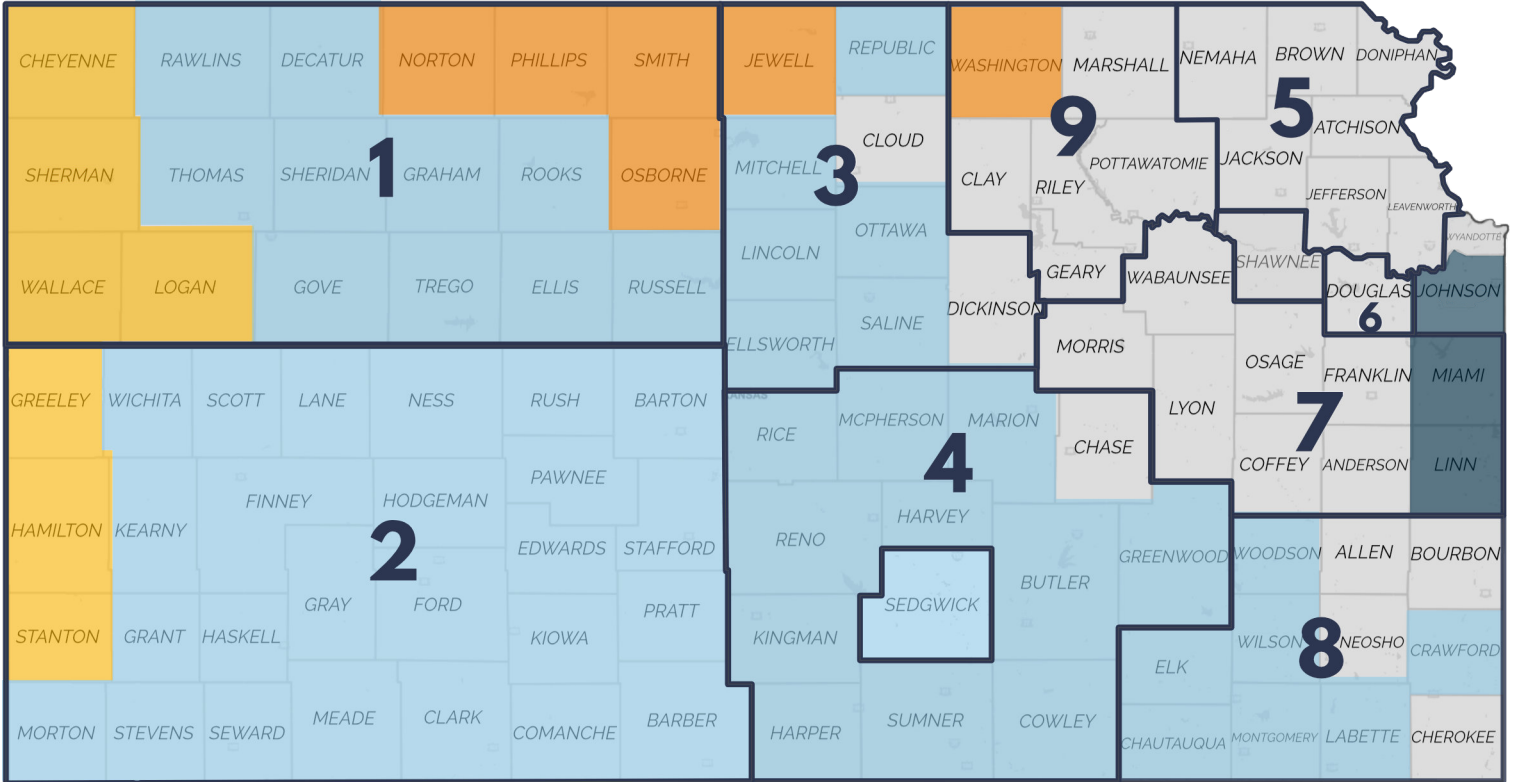 CHEYENNE RAWLINS DECATUR NORTON PHILLIPS SMITH JEWELL REPUBLIC WASHINGTON MARSHALL NEMAHA BROWN DONIPHAN
9 5
CLOUD ATCHISON
SHERMAN THOMAS SHERIDAN 1 GRAHAM ROOKS OSBORNE MITCHELL 3 CLAY RILEY POTTAWATOMIE JACKSON JEFFERSON LEAVENWORTH
OTTAWA WYANDOTTE
LINCOLN
WALLACE LOGAN GOVE TREGO ELLIS RUSSELL GEARY WABAUNSEE SHAWNEE DOUGLAS JOHNSON
SALINE DICKINSON 6
ELLSWORTH MORRIS
OSAGE FRANKLIN MIAMI
KANSAS
GREELEY WICHITA SCOTT LANE NESS RUSH BARTON RICE MCPHERSON MARION LYON 7
4 CHASE
PAWNEE COFFEY ANDERSON LINN
FINNEY HODGEMAN
HAMILTON KEARNY 2 HARVEY
EDWARDS STAFFORD RENO GREENWOOD WOODSON ALLEN BOURBON
BUTLER
GRAY FORD PRATT SEDGWICK
STANTON GRANT HASKELL KIOWA KINGMAN WILSON 8 NEOSHO CRAWFORD
ELK
MORTON STEVENS SEWARD MEADE CLARK COMANCHE BARBER HARPER SUMNER COWLEY CHAUTAUQUA MONTGOMERY LABETTE CHEROKEE